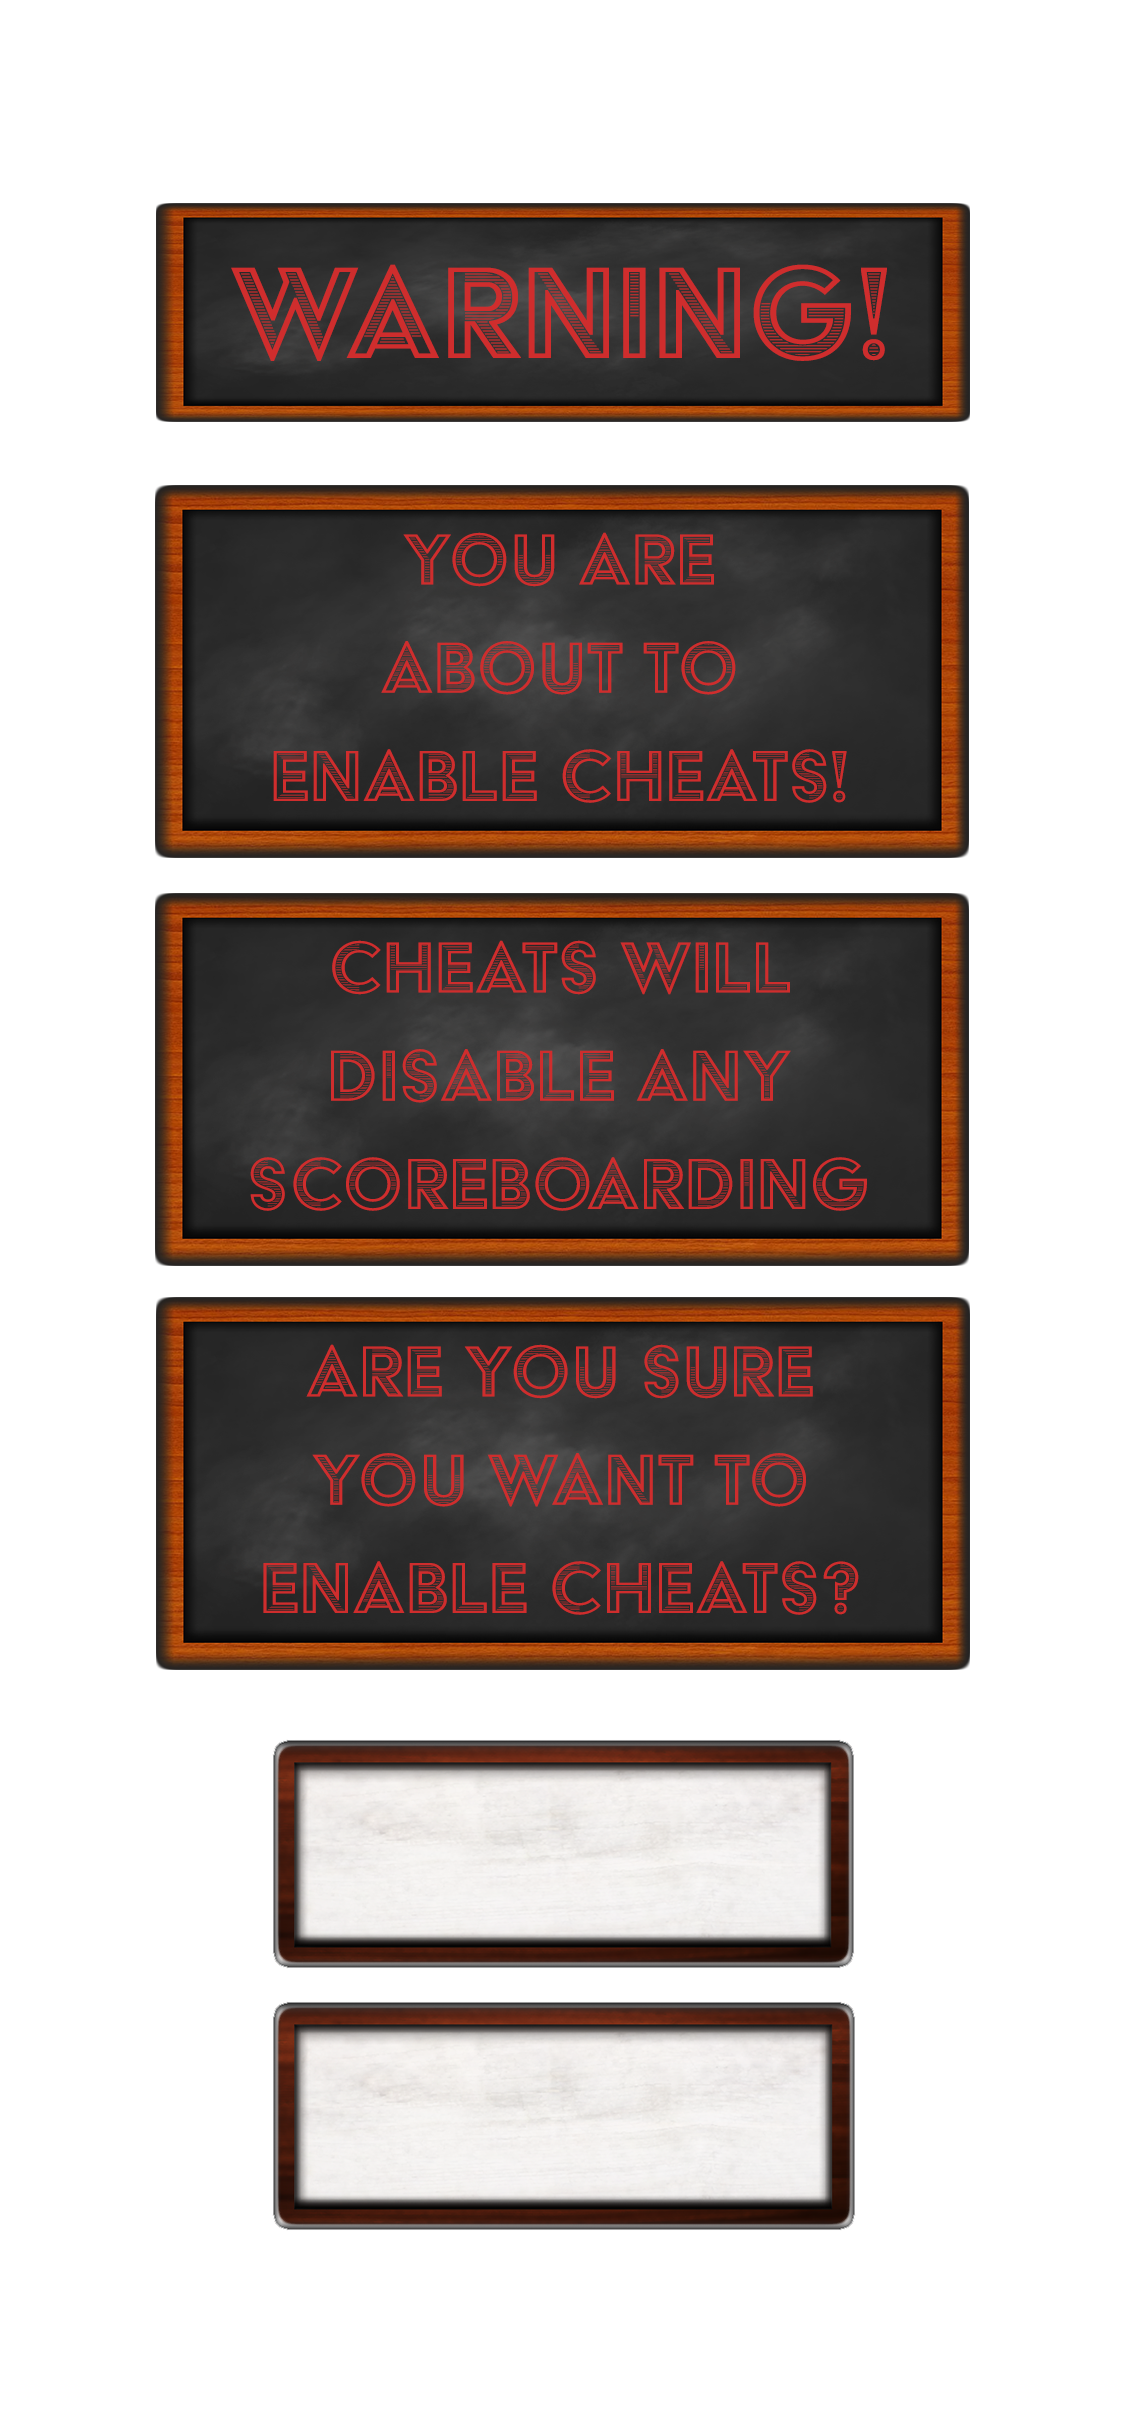 WARNING!
YOU ARE
ABOUT TO
ENABLE CHEATS!
CHEATS WILL
DISABLE ANY
SCOREBOARDING
ARE YOU SURE
YOU WANT TO
ENABLE CHEATS?